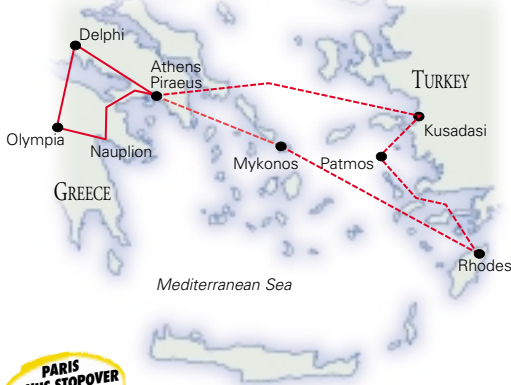 Delphi
Athens
Piraeus
TURKEY
Kusadasi
Olympia
Nauplion
Mykonos
Patmos
GREECE
Rhodes
Mediterranean Sea
PARIS
STOPOVER